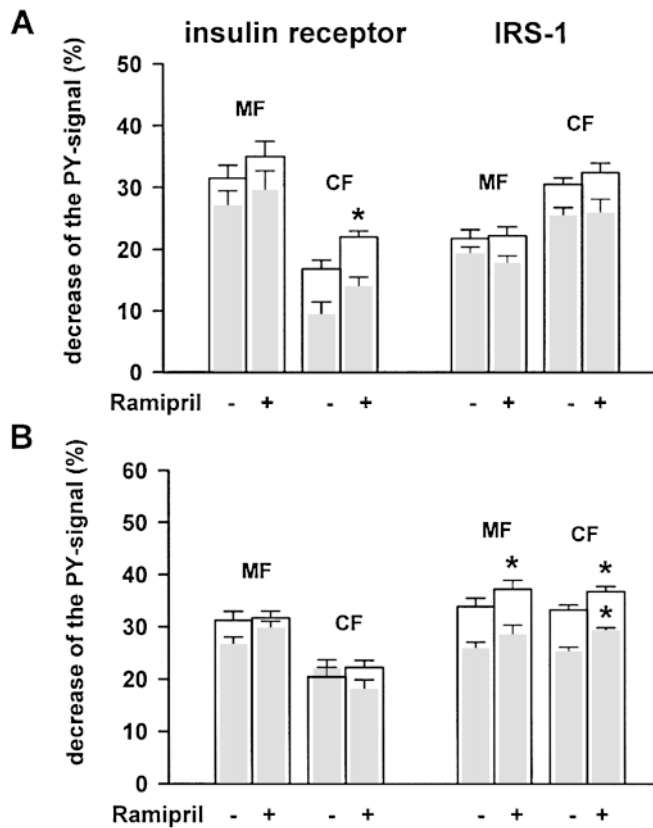 A
insulin receptor IRS-1
decrease of the PY-signal (%)
50
40
30
20
10
0
MF
CF
*
MF
CF
Ramipril - + - + - + - +
B
decrease of the PY-signal (%)
60
50
40
30
20
10
0
MF
CF
MF
*
CF
*
*
Ramipril - + - + - + - +